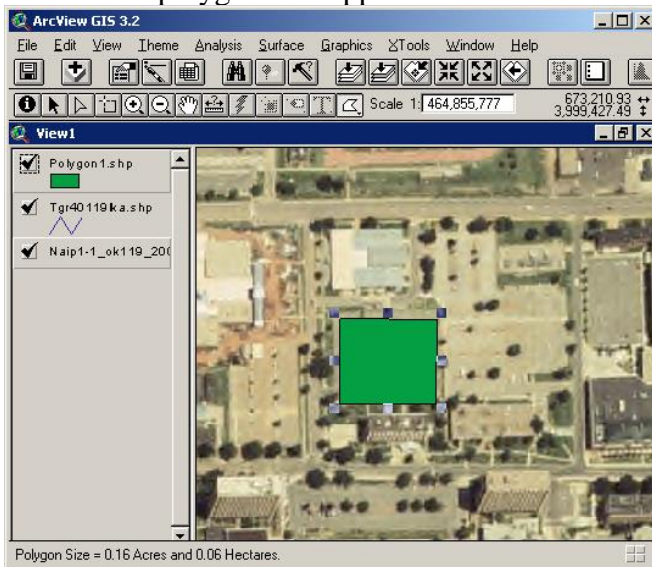 ArcView GIS 3.2
File Edit View Theme Analysis Surface Graphics XTools Window Help
Scale 1: 464,855,777
673,210.93
3,999,427.49
View1
Polygon1.shp
Tgr40119lka.shp
Naip1-1_ok119_200
Polygon Size = 0.16 Acres and 0.06 Hectares.